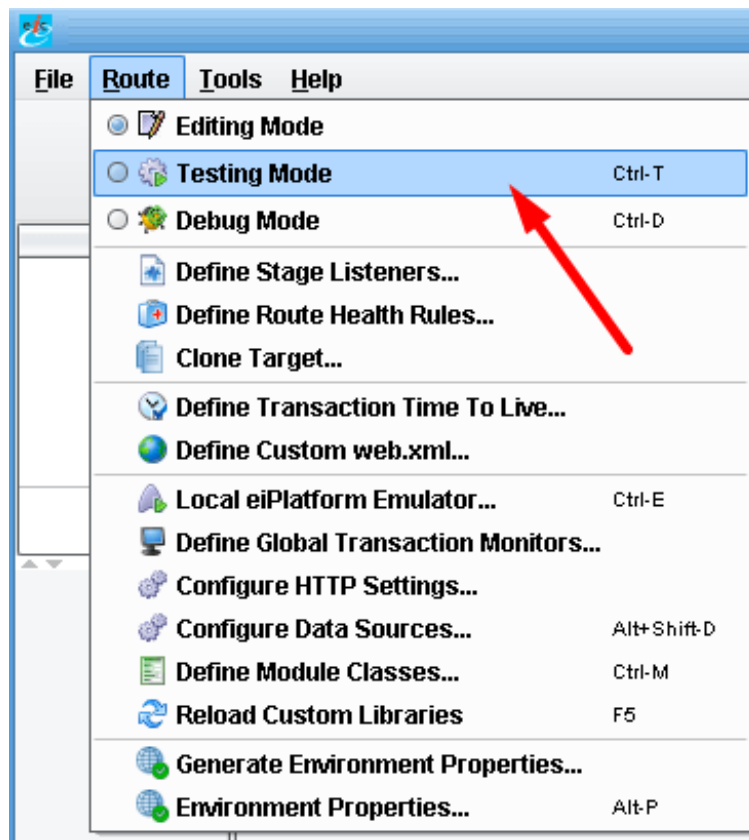 eis
File Route Tools Help
Editing Mode
Testing Mode Ctrl-T
Debug Mode Ctrl-D
Define Stage Listeners...
Define Route Health Rules...
Clone Target...
Define Transaction Time To Live...
Define Custom web.xml...
Local eiPlatform Emulator... Ctrl-E
Define Global Transaction Monitors...
Configure HTTP Settings...
Configure Data Sources... Alt+Shift-D
Define Module Classes... Ctrl-M
Reload Custom Libraries F5
Generate Environment Properties...
Environment Properties... Alt-P